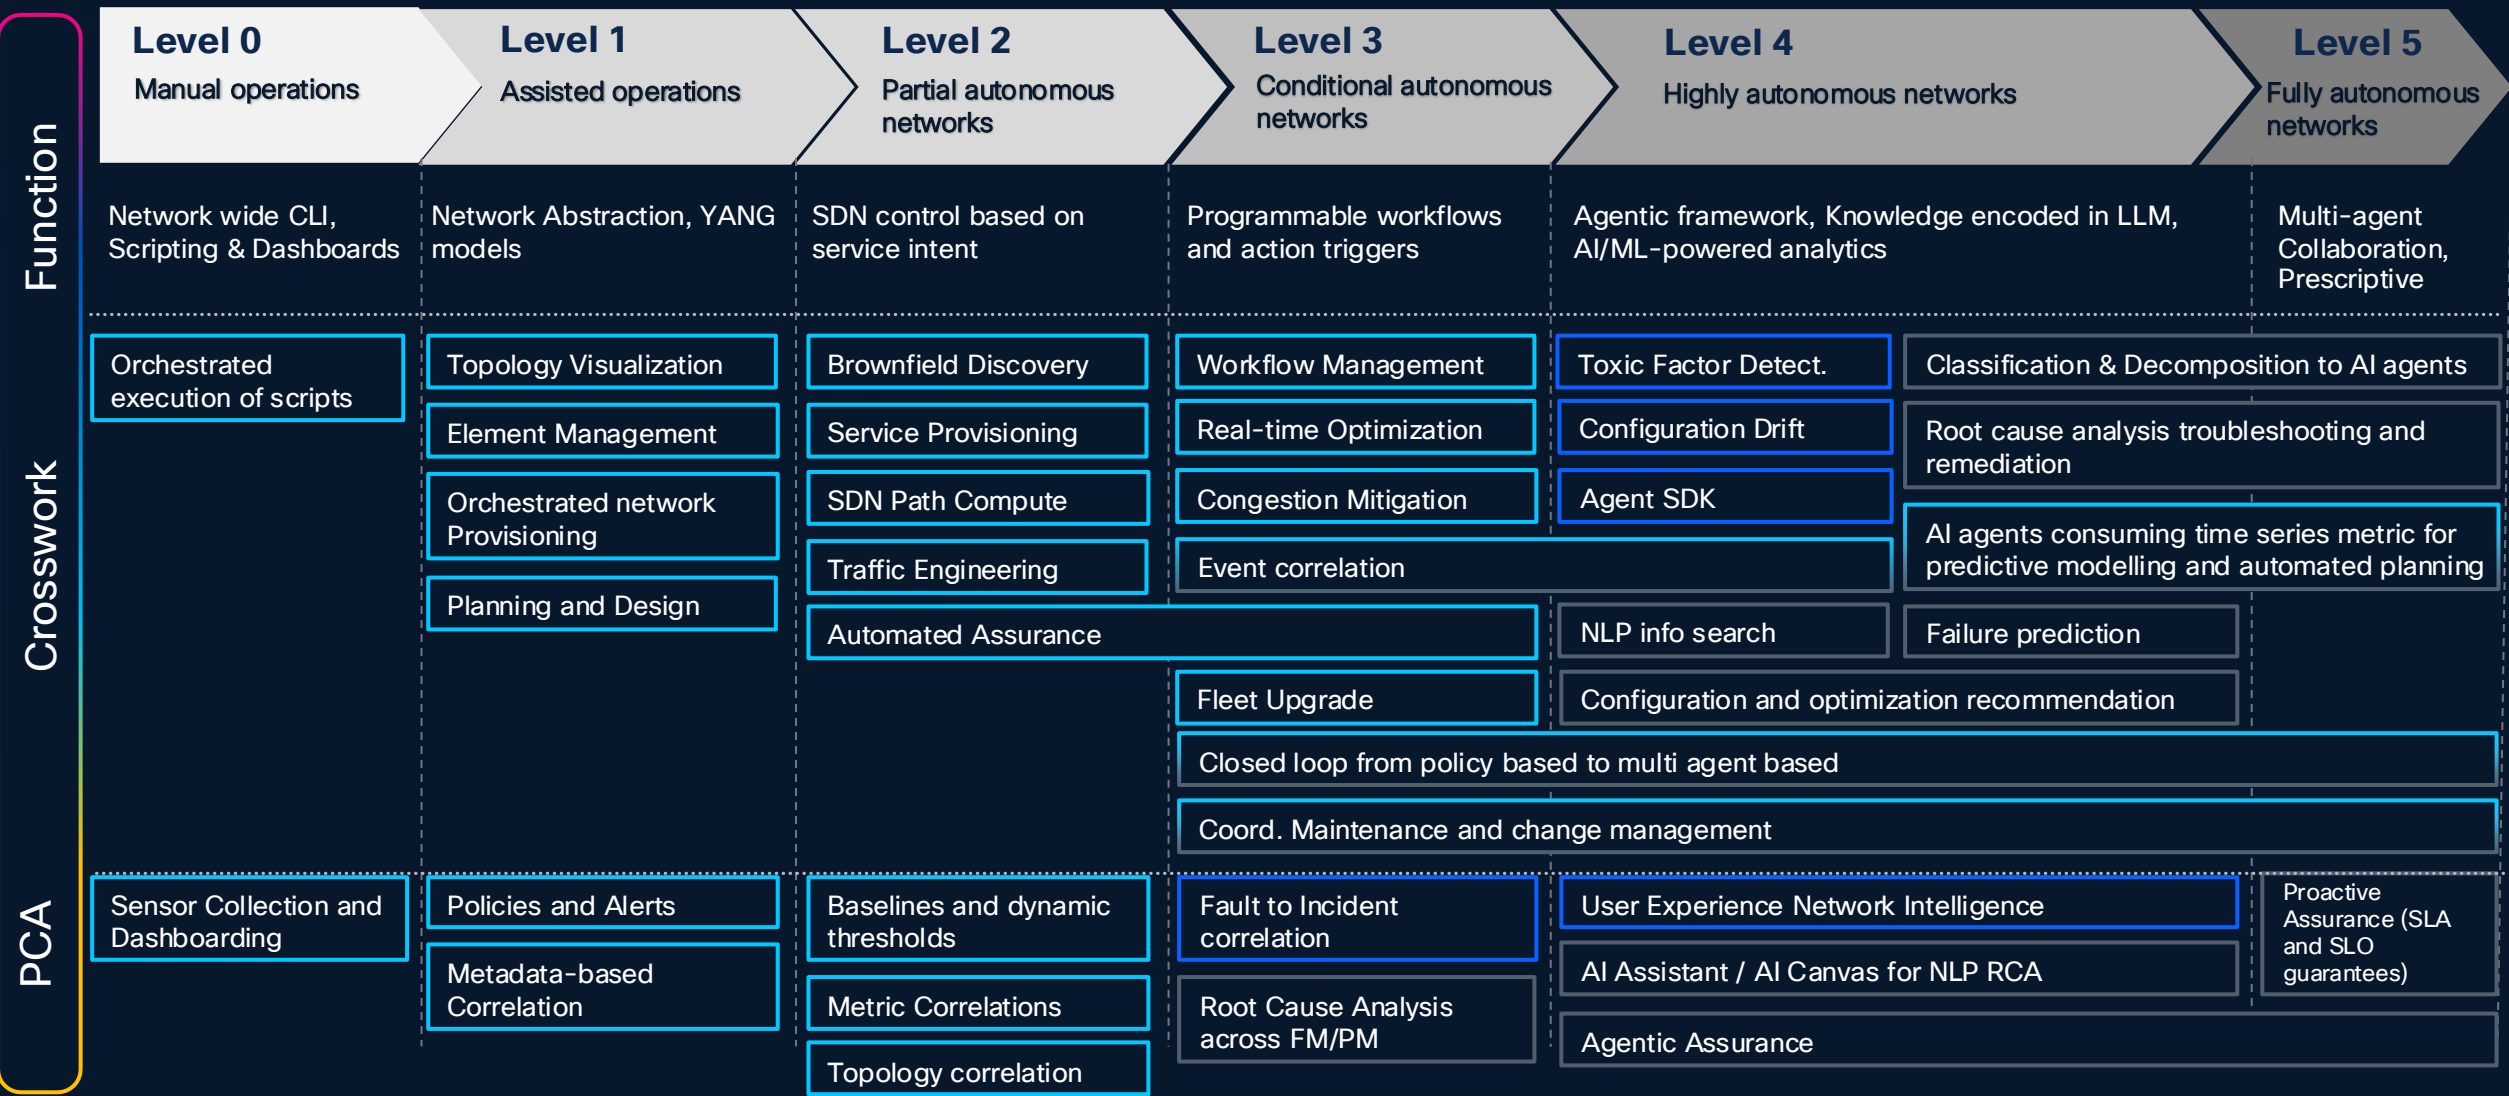 Level 0
Manual operations
Level 1
Assisted operations
Level 2
Partial autonomous
networks
Level 3
Conditional autonomous
networks
Level 4
Highly autonomous networks
Level 5
Fully autonomous
networks
Function
Network wide CLI,
Scripting & Dashboards
Network Abstraction, YANG
models
SDN control based on
service intent
Programmable workflows
and action triggers
Agentic framework, Knowledge encoded in LLM,
AI/ML-powered analytics
Multi-agent
Collaboration,
Prescriptive
Crosswork
Orchestrated
execution of scripts
Topology Visualization
Element Management
Orchestrated network
Provisioning
Planning and Design
Brownfield Discovery
Service Provisioning
SDN Path Compute
Traffic Engineering
Automated Assurance
Workflow Management
Real-time Optimization
Congestion Mitigation
Event correlation
Fleet Upgrade
Toxic Factor Detect.
Configuration Drift
Agent SDK
NLP info search
Classification & Decomposition to AI agents
Root cause analysis troubleshooting and
remediation
AI agents consuming time series metric for
predictive modelling and automated planning
Failure prediction
Configuration and optimization recommendation
Closed loop from policy based to multi agent based
Coord. Maintenance and change management
PCA
Sensor Collection and
Dashboarding
Policies and Alerts
Metadata-based
Correlation
Baselines and dynamic
thresholds
Metric Correlations
Topology correlation
Fault to Incident
correlation
Root Cause Analysis
across FM/PM
User Experience Network Intelligence
AI Assistant / AI Canvas for NLP RCA
Agentic Assurance
Proactive
Assurance (SLA
and SLO
guarantees)